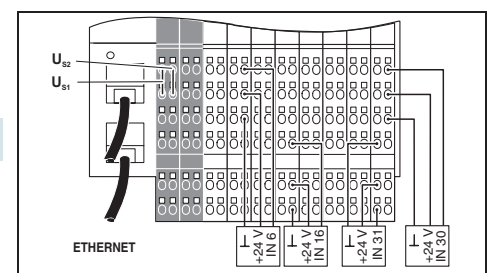 US2
US1
ETHERNET
⊥ +24 V IN 6
⊥ +24 V IN 16
⊥ +24 V IN 31
⊥ +24 V IN 30